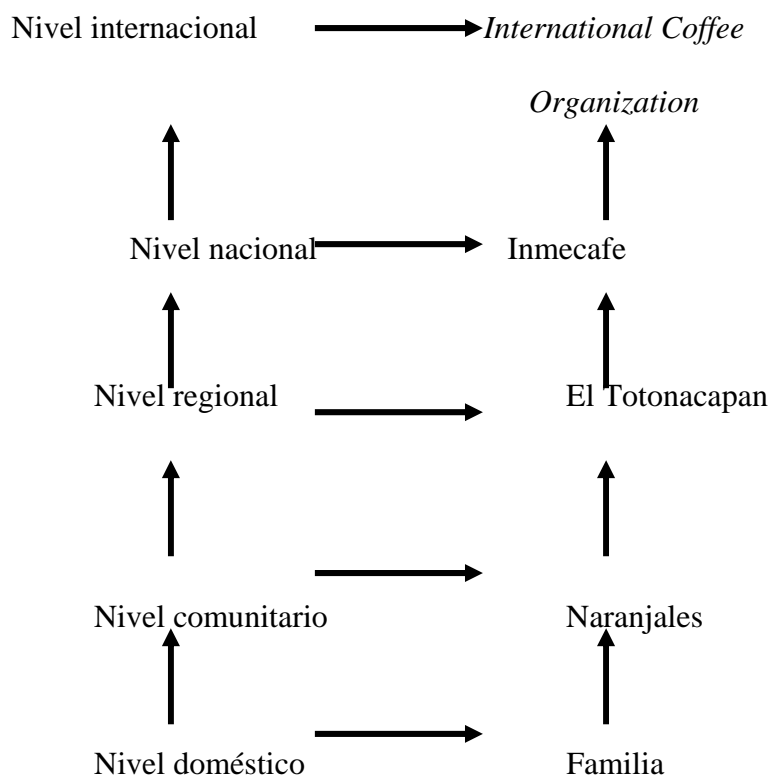 Nivel internacional International Coffee
Organization
Nivel nacional Inmecafe
Nivel regional El Totonacapan
Nivel comunitario Naranjales
Nivel doméstico Familia